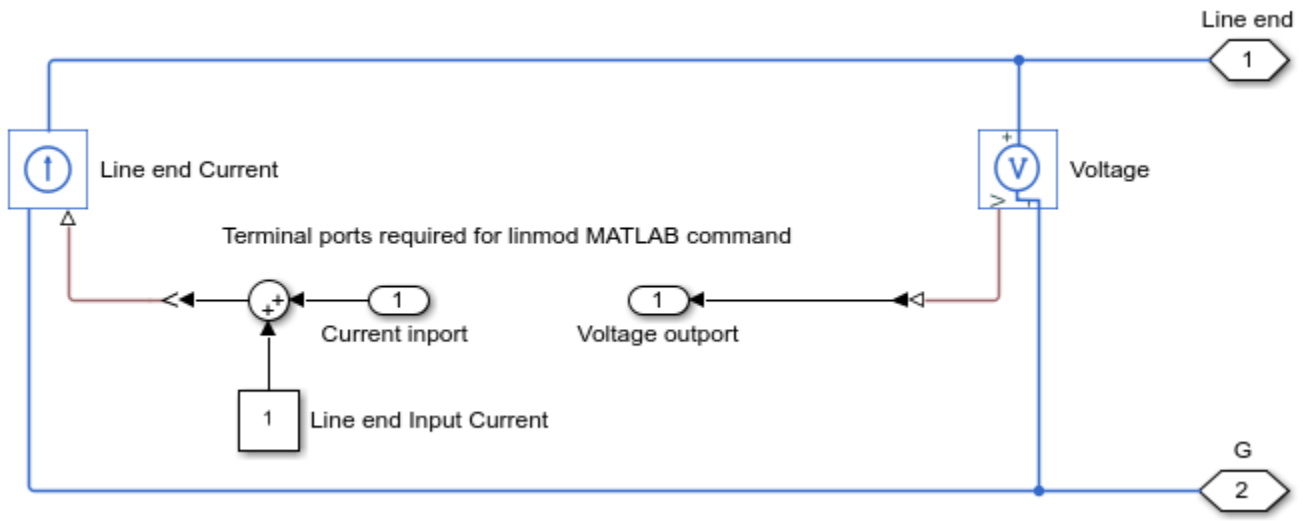 Line end
1
Line end Current
V
Voltage
Terminal ports required for linmod MATLAB command
1
Current inport
1
Voltage outport
1
Line end Input Current
G
2